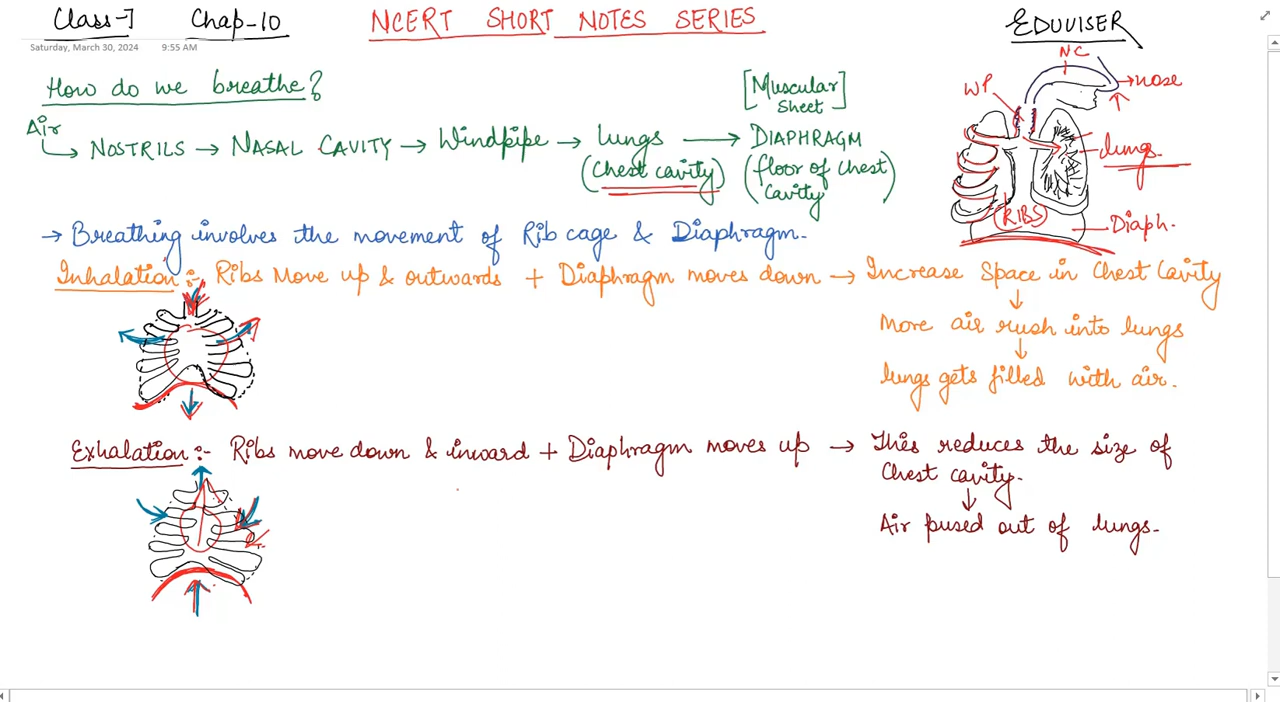 Class-7 Chap-10 NCERT SHORT NOTES SERIES EDUVISER
Saturday, March 30, 2024 9:55 AM
How do we breathe?
Air → NOSTRILS → NASAL CAVITY → Windpipe → lungs → DIAPHRAGM
(Chest cavity)
[Muscular Sheet]
(floor of Chest Cavity)
NC
WP
nose
lungs
RIBS
Diaph.
→ Breathing involves the movement of Rib cage & Diaphragm.
Inhalation :- Ribs Move up & outwards + Diaphragm moves down → Increase Space in Chest Cavity
↓
More air rush into lungs
↓
lungs gets filled with air.
Exhalation :- Ribs move down & inward + Diaphragm moves up → This reduces the size of
Chest cavity.
↓
Air pused out of lungs.